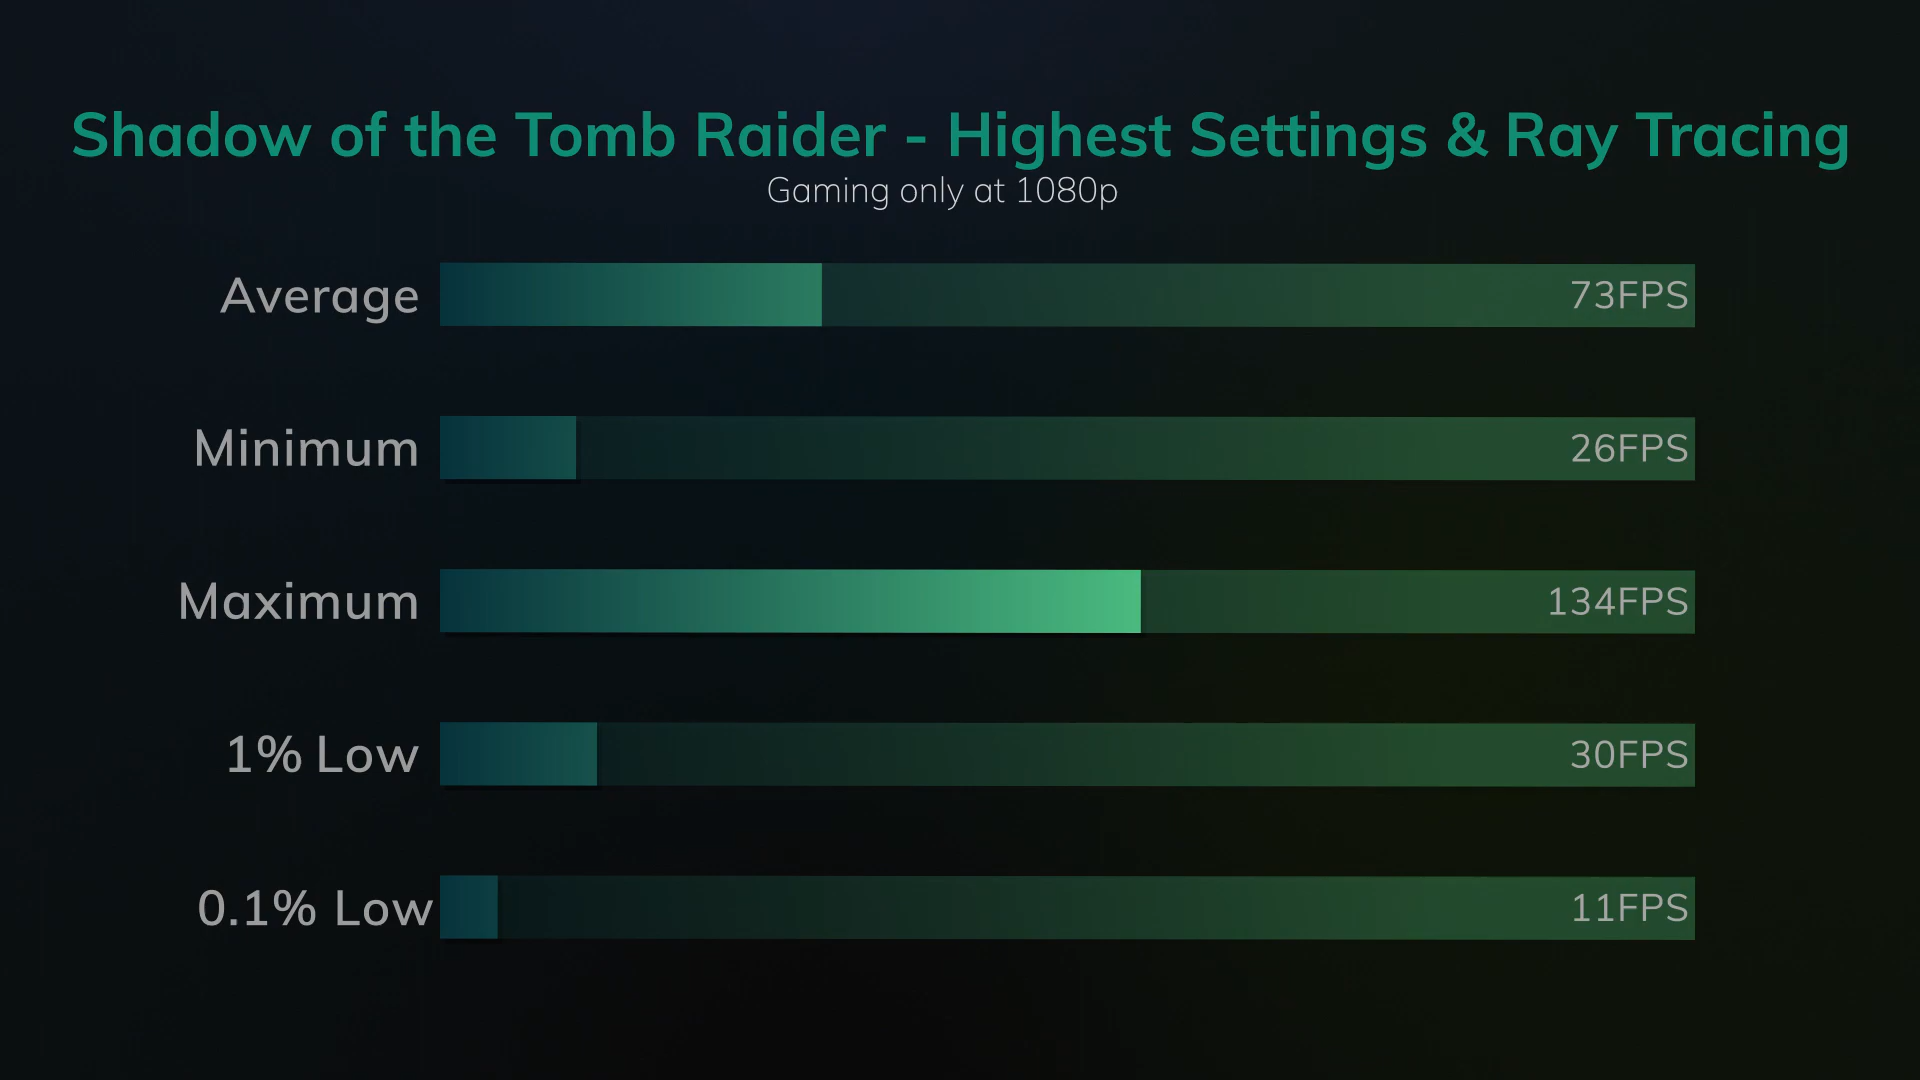 Shadow of the Tomb Raider - Highest Settings & Ray Tracing
Gaming only at 1080p
Average 73FPS
Minimum 26FPS
Maximum 134FPS
1% Low 30FPS
0.1% Low 11FPS